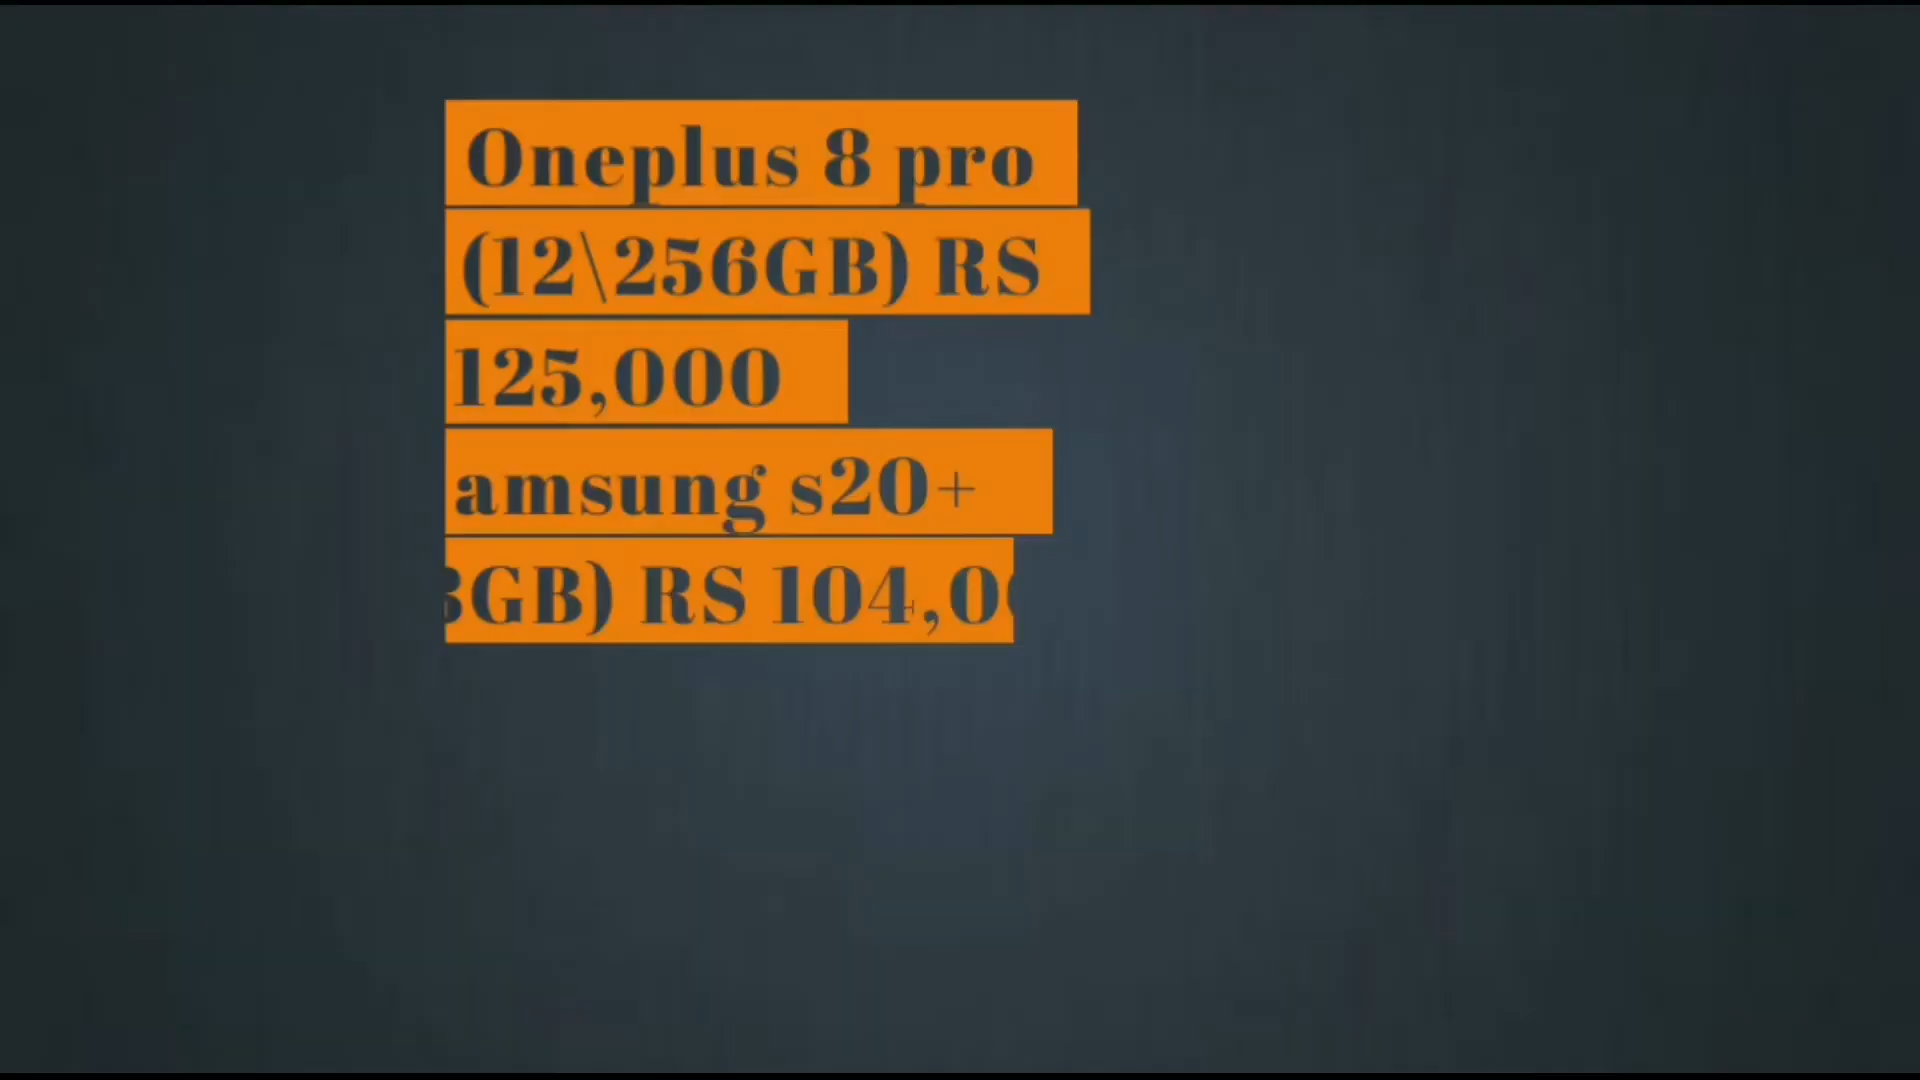 Oneplus 8 pro
(12\256GB) RS
125,000
amsung s20+
GB) RS 104,0